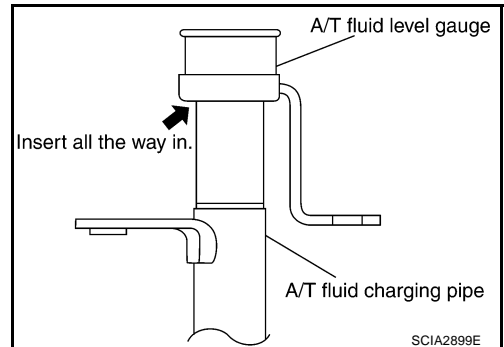 A/T fluid level gauge
Insert all the way in.
A/T fluid charging pipe
SCIA2899E